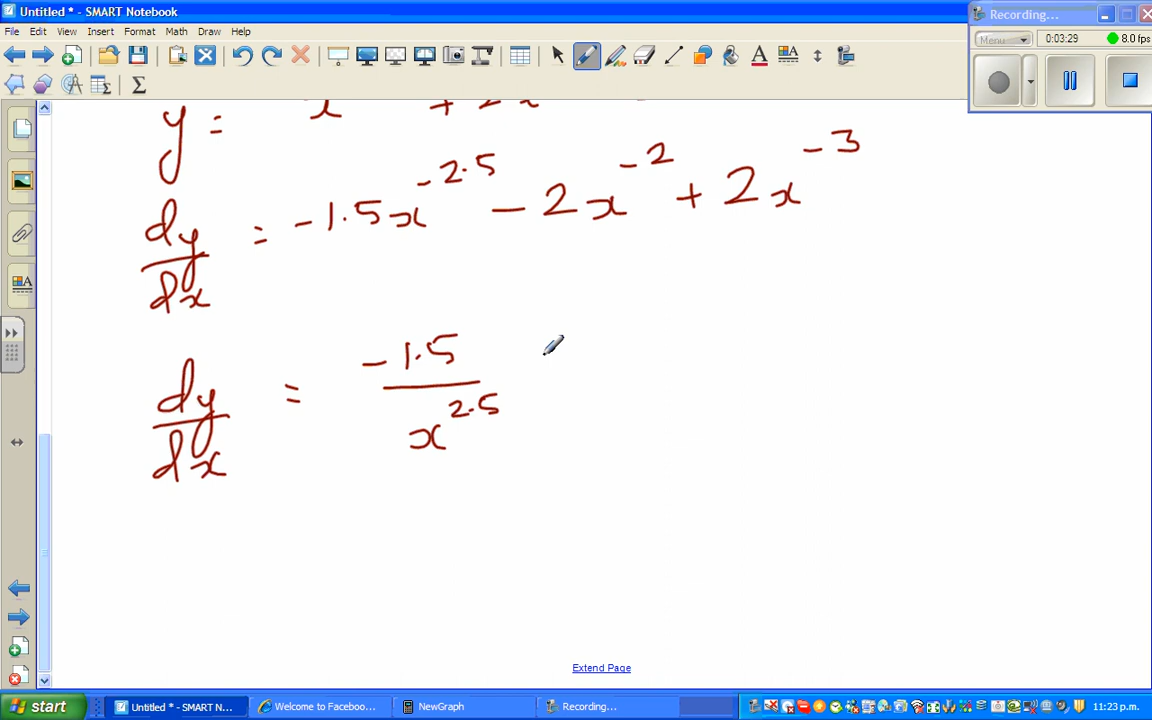 Untitled * - SMART Notebook
Recording...
File Edit View Insert Format Math Draw Help
Menu 0:03:29 8.0 fps
y = x + 2x
dy/dx = -1.5x^-2.5 - 2x^-2 + 2x^-3
dy/dx = -1.5/x^2.5
Extend Page
start Untitled * - SMART N... Welcome to Faceboo... NewGraph Recording... 11:23 p.m.